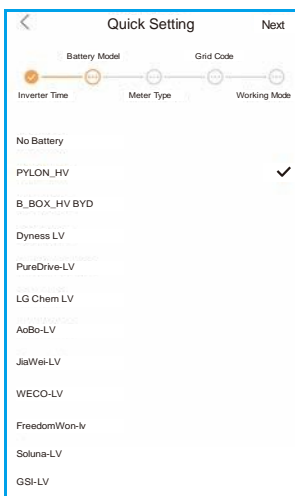 Quick Setting Next
Battery Model Grid Code
Inverter Time Meter Type Working Mode
No Battery
PYLON_HV
B_BOX_HV BYD
Dyness LV
PureDrive-LV
LG Chem LV
AoBo-LV
JiaWei-LV
WECO-LV
FreedomWon-lv
Soluna-LV
GSI-LV